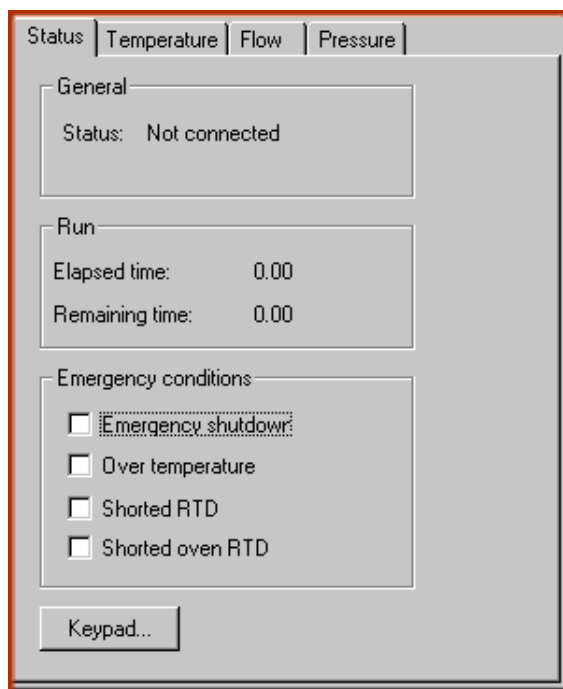 Status Temperature Flow Pressure
General
Status: Not connected
Run
Elapsed time: 0.00
Remaining time: 0.00
Emergency conditions
Emergency shutdown
Over temperature
Shorted RTD
Shorted oven RTD
Keypad...